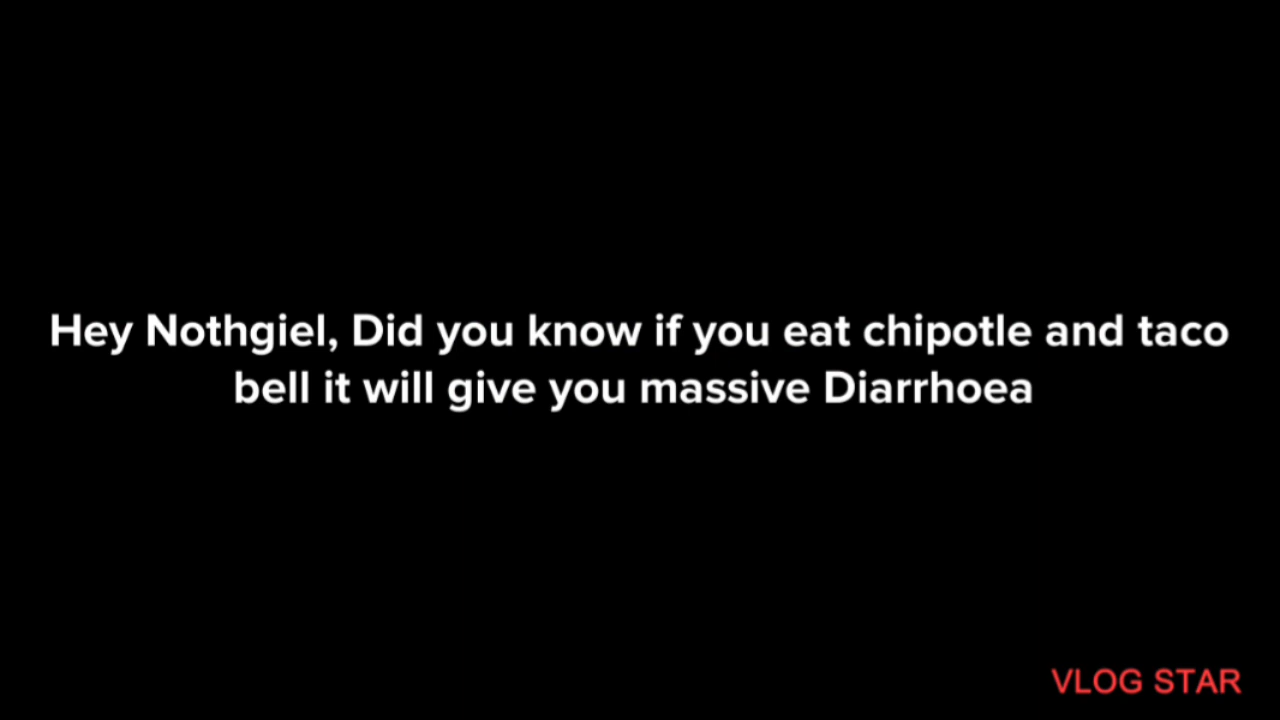 Hey Nothgiel, Did you know if you eat chipotle and taco
bell it will give you massive Diarrhoea
VLOG STAR